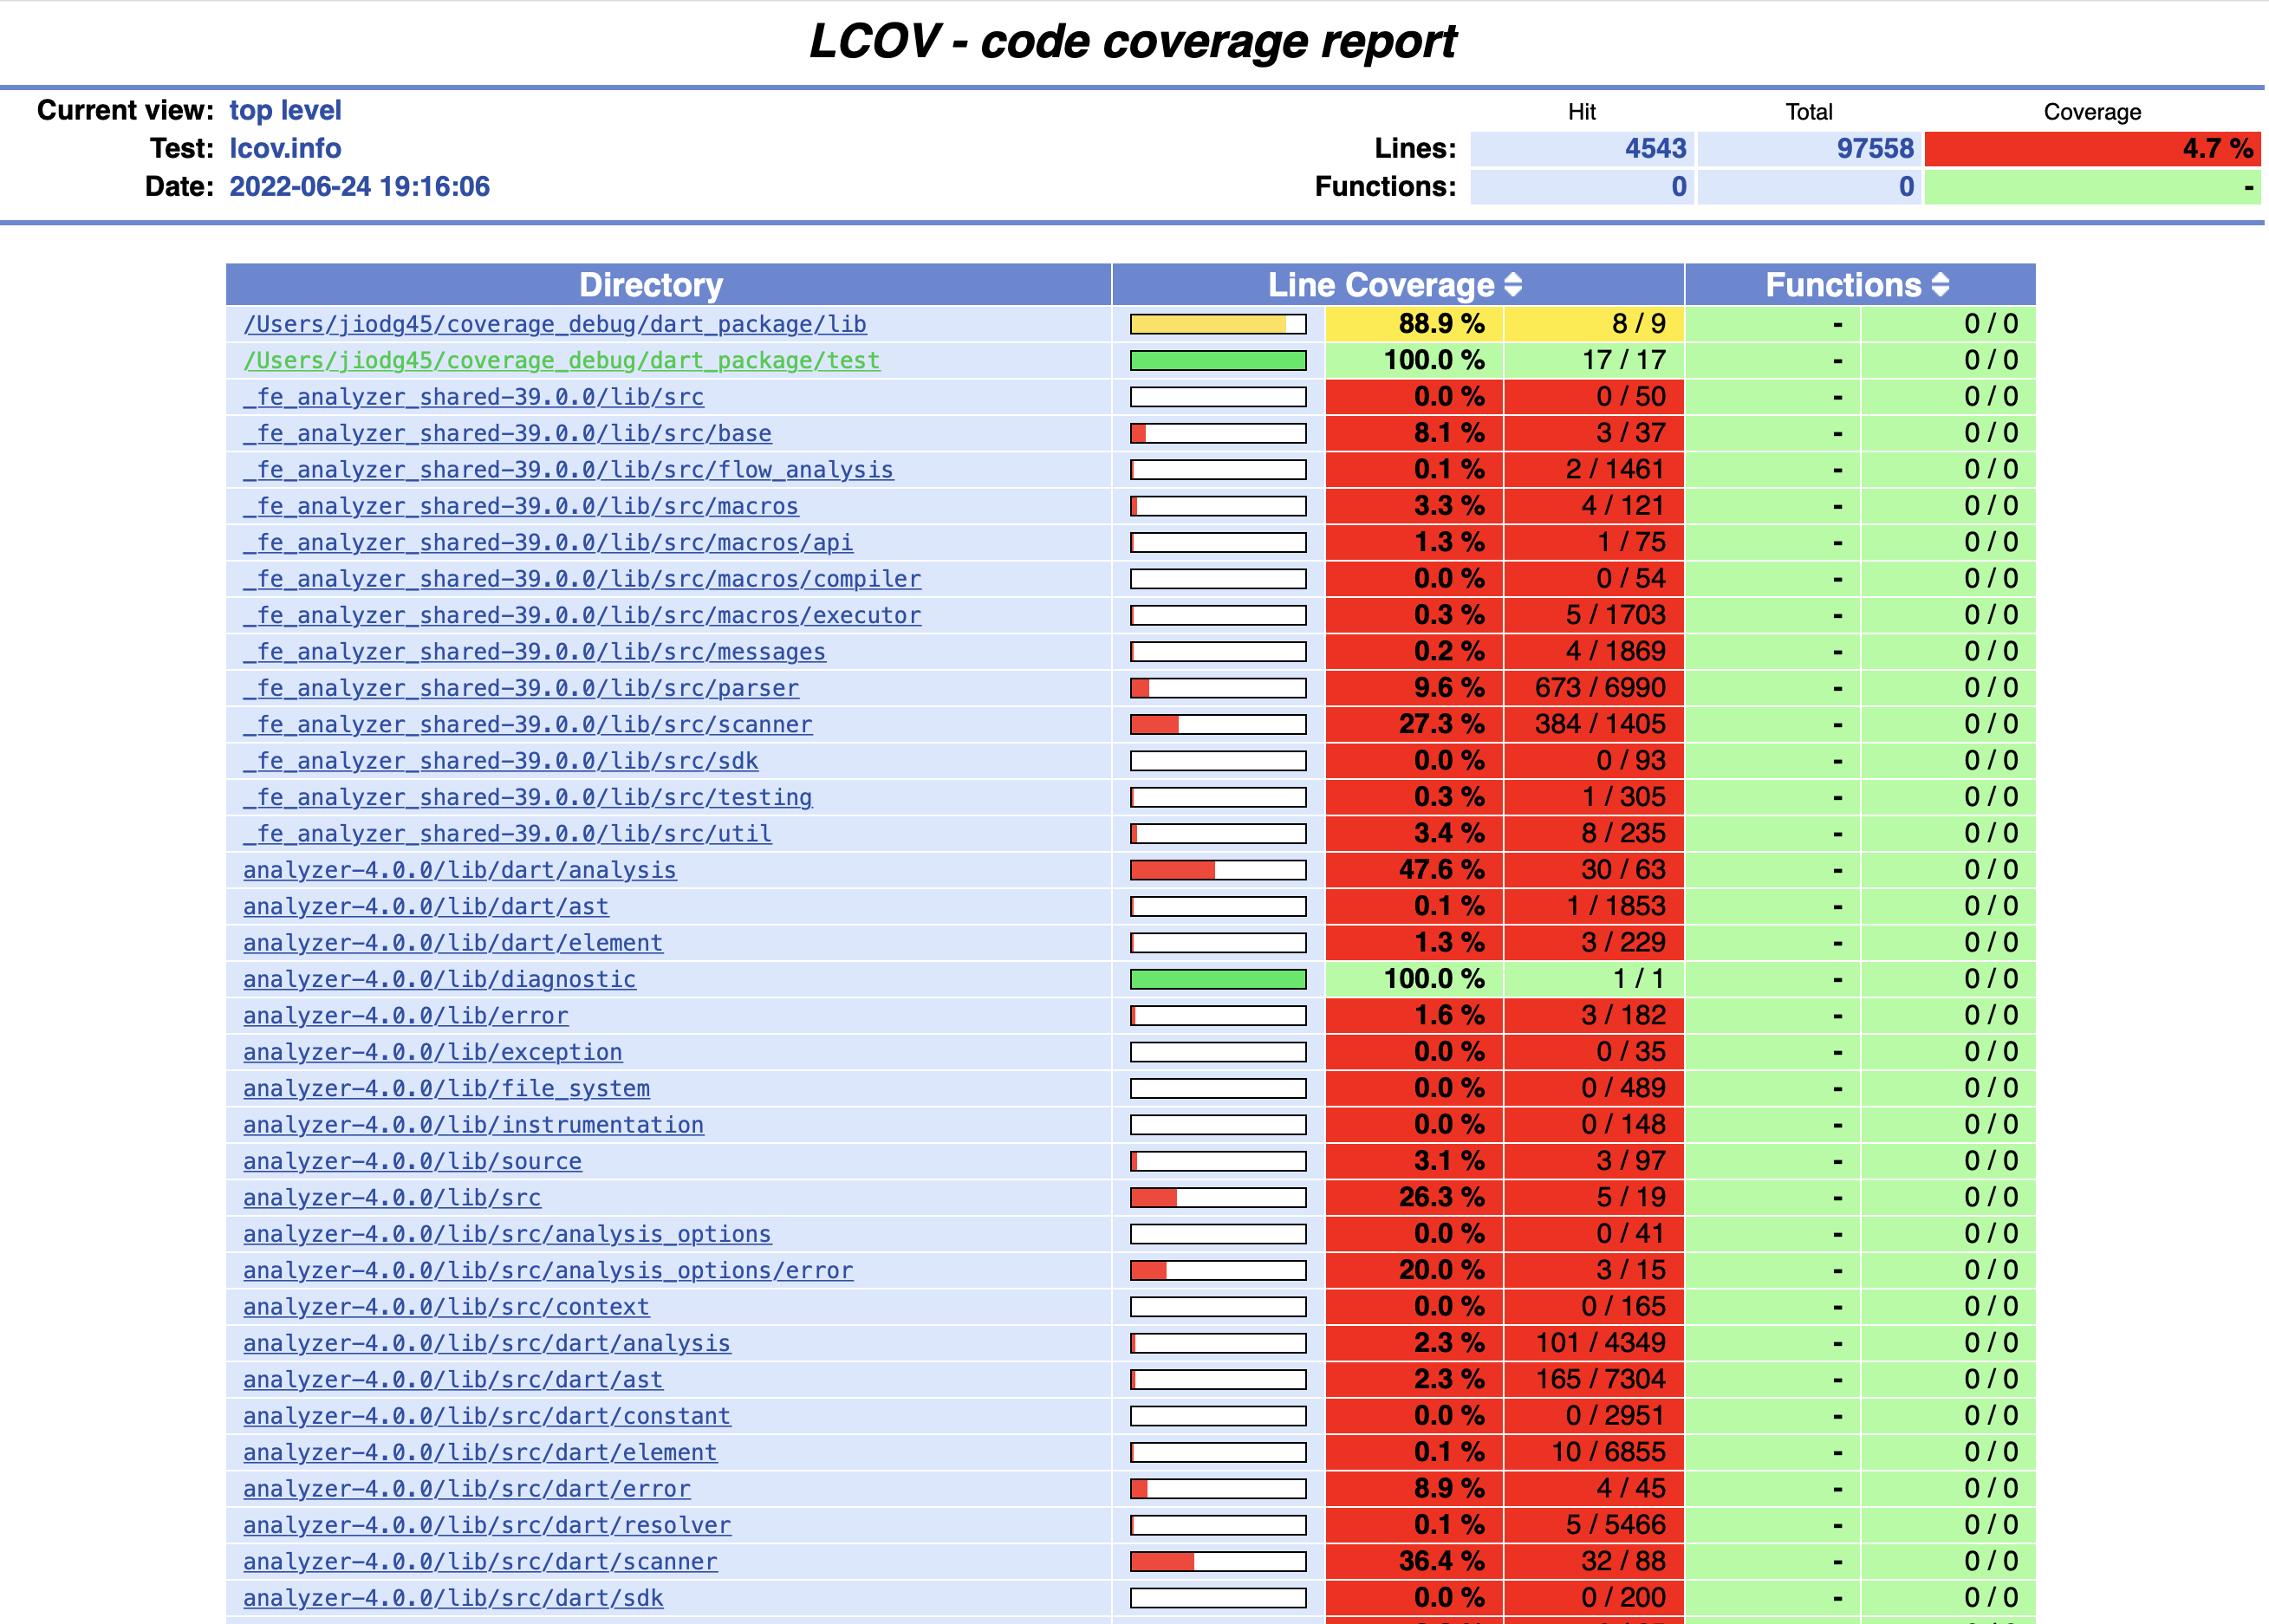 LCOV - code coverage report
Current view: top level
Hit Total Coverage
Test: lcov.info
Lines: 4543 97558 4.7 %
Date: 2022-06-24 19:16:06
Functions: 0 0 -
Directory Line Coverage Functions
/Users/jiodg45/coverage_debug/dart_package/lib 88.9 % 8 / 9 - 0 / 0
/Users/jiodg45/coverage_debug/dart_package/test 100.0 % 17 / 17 - 0 / 0
_fe_analyzer_shared-39.0.0/lib/src 0.0 % 0 / 50 - 0 / 0
_fe_analyzer_shared-39.0.0/lib/src/base 8.1 % 3 / 37 - 0 / 0
_fe_analyzer_shared-39.0.0/lib/src/flow_analysis 0.1 % 2 / 1461 - 0 / 0
_fe_analyzer_shared-39.0.0/lib/src/macros 3.3 % 4 / 121 - 0 / 0
_fe_analyzer_shared-39.0.0/lib/src/macros/api 1.3 % 1 / 75 - 0 / 0
_fe_analyzer_shared-39.0.0/lib/src/macros/compiler 0.0 % 0 / 54 - 0 / 0
_fe_analyzer_shared-39.0.0/lib/src/macros/executor 0.3 % 5 / 1703 - 0 / 0
_fe_analyzer_shared-39.0.0/lib/src/messages 0.2 % 4 / 1869 - 0 / 0
_fe_analyzer_shared-39.0.0/lib/src/parser 9.6 % 673 / 6990 - 0 / 0
_fe_analyzer_shared-39.0.0/lib/src/scanner 27.3 % 384 / 1405 - 0 / 0
_fe_analyzer_shared-39.0.0/lib/src/sdk 0.0 % 0 / 93 - 0 / 0
_fe_analyzer_shared-39.0.0/lib/src/testing 0.3 % 1 / 305 - 0 / 0
_fe_analyzer_shared-39.0.0/lib/src/util 3.4 % 8 / 235 - 0 / 0
analyzer-4.0.0/lib/dart/analysis 47.6 % 30 / 63 - 0 / 0
analyzer-4.0.0/lib/dart/ast 0.1 % 1 / 1853 - 0 / 0
analyzer-4.0.0/lib/dart/element 1.3 % 3 / 229 - 0 / 0
analyzer-4.0.0/lib/diagnostic 100.0 % 1 / 1 - 0 / 0
analyzer-4.0.0/lib/error 1.6 % 3 / 182 - 0 / 0
analyzer-4.0.0/lib/exception 0.0 % 0 / 35 - 0 / 0
analyzer-4.0.0/lib/file_system 0.0 % 0 / 489 - 0 / 0
analyzer-4.0.0/lib/instrumentation 0.0 % 0 / 148 - 0 / 0
analyzer-4.0.0/lib/source 3.1 % 3 / 97 - 0 / 0
analyzer-4.0.0/lib/src 26.3 % 5 / 19 - 0 / 0
analyzer-4.0.0/lib/src/analysis_options 0.0 % 0 / 41 - 0 / 0
analyzer-4.0.0/lib/src/analysis_options/error 20.0 % 3 / 15 - 0 / 0
analyzer-4.0.0/lib/src/context 0.0 % 0 / 165 - 0 / 0
analyzer-4.0.0/lib/src/dart/analysis 2.3 % 101 / 4349 - 0 / 0
analyzer-4.0.0/lib/src/dart/ast 2.3 % 165 / 7304 - 0 / 0
analyzer-4.0.0/lib/src/dart/constant 0.0 % 0 / 2951 - 0 / 0
analyzer-4.0.0/lib/src/dart/element 0.1 % 10 / 6855 - 0 / 0
analyzer-4.0.0/lib/src/dart/error 8.9 % 4 / 45 - 0 / 0
analyzer-4.0.0/lib/src/dart/resolver 0.1 % 5 / 5466 - 0 / 0
analyzer-4.0.0/lib/src/dart/scanner 36.4 % 32 / 88 - 0 / 0
analyzer-4.0.0/lib/src/dart/sdk 0.0 % 0 / 200 - 0 / 0